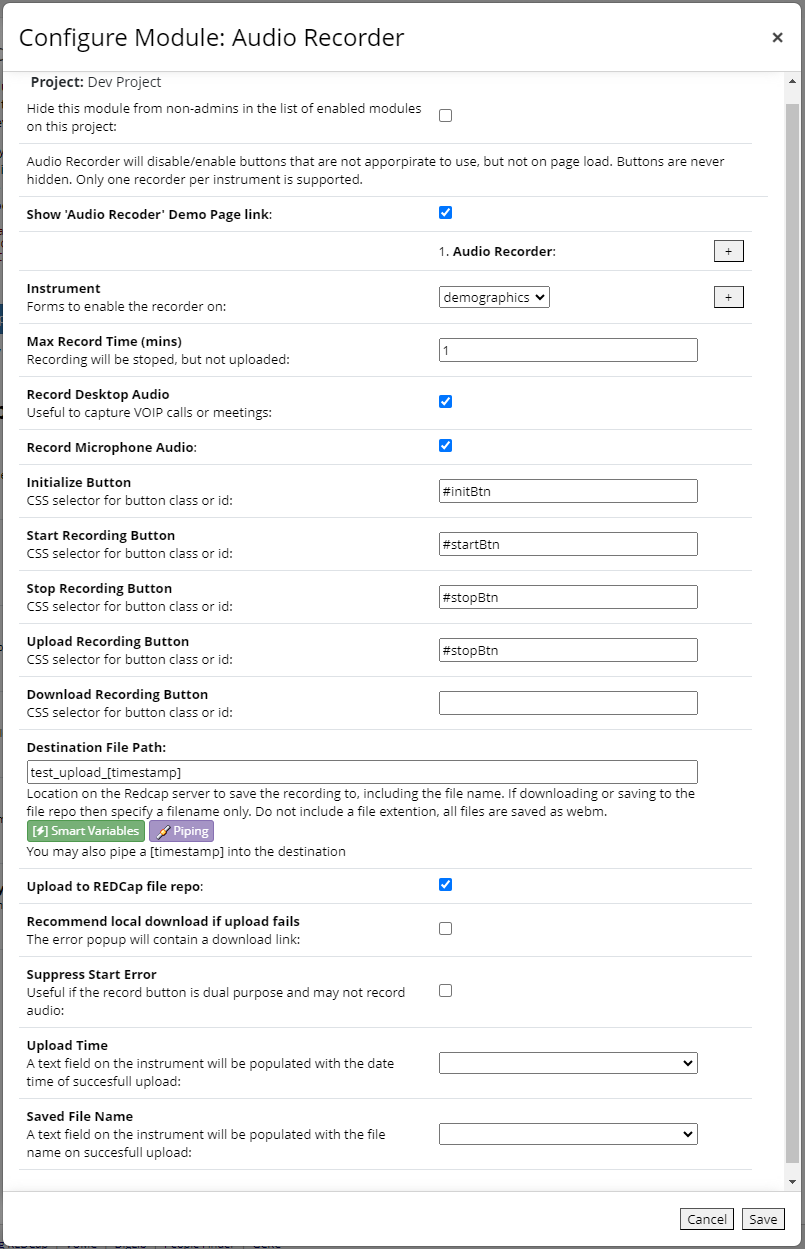 Configure Module: Audio Recorder
×
Project: Dev Project
Hide this module from non-admins in the list of enabled modules
on this project:
Audio Recorder will disable/enable buttons that are not apporpirate to use, but not on page load. Buttons are never
hidden. Only one recorder per instrument is supported.
Show 'Audio Recoder' Demo Page link:
1. Audio Recorder:
+
Instrument
Forms to enable the recorder on:
demographics
+
Max Record Time (mins)
Recording will be stoped, but not uploaded:
1
Record Desktop Audio
Useful to capture VOIP calls or meetings:
Record Microphone Audio:
Initialize Button
CSS selector for button class or id:
#initBtn
Start Recording Button
CSS selector for button class or id:
#startBtn
Stop Recording Button
CSS selector for button class or id:
#stopBtn
Upload Recording Button
CSS selector for button class or id:
#stopBtn
Download Recording Button
CSS selector for button class or id:
Destination File Path:
test_upload_[timestamp]
Location on the Redcap server to save the recording to, including the file name. If downloading or saving to the
file repo then specify a filename only. Do not include a file extention, all files are saved as webm.
[⚡] Smart Variables
Piping
You may also pipe a [timestamp] into the destination
Upload to REDCap file repo:
Recommend local download if upload fails
The error popup will contain a download link:
Suppress Start Error
Useful if the record button is dual purpose and may not record
audio:
Upload Time
A text field on the instrument will be populated with the date
time of succesfull upload:
Saved File Name
A text field on the instrument will be populated with the file
name on succesfull upload:
Cancel
Save